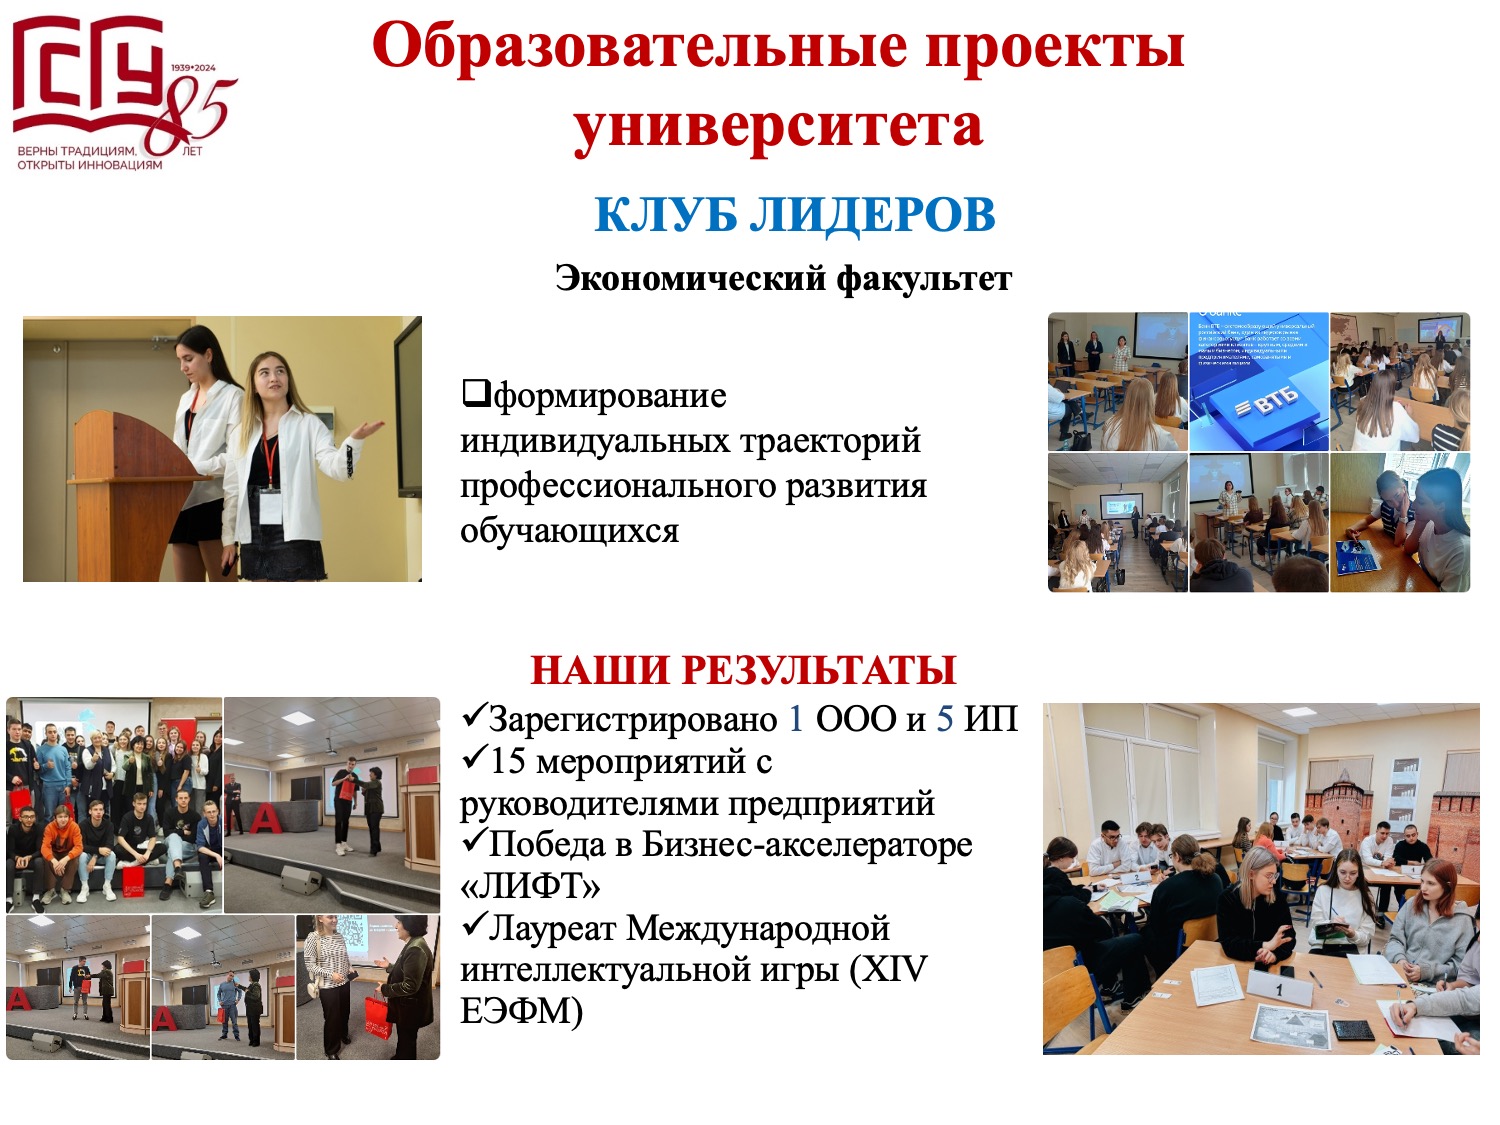 ГСГУ
1939•2024
85
ЛЕТ
ВЕРНЫ ТРАДИЦИЯМ,
ОТКРЫТЫ ИННОВАЦИЯМ
Образовательные проекты
университета
КЛУБ ЛИДЕРОВ
Экономический факультет
формирование
индивидуальных траекторий
профессионального развития
обучающихся
ВТБ
НАШИ РЕЗУЛЬТАТЫ
Зарегистрировано 1 ООО и 5 ИП
15 мероприятий с
руководителями предприятий
Победа в Бизнес-акселераторе
«ЛИФТ»
Лауреат Международной
интеллектуальной игры (XIV
ЕЭФМ)
А
А
А
2
1